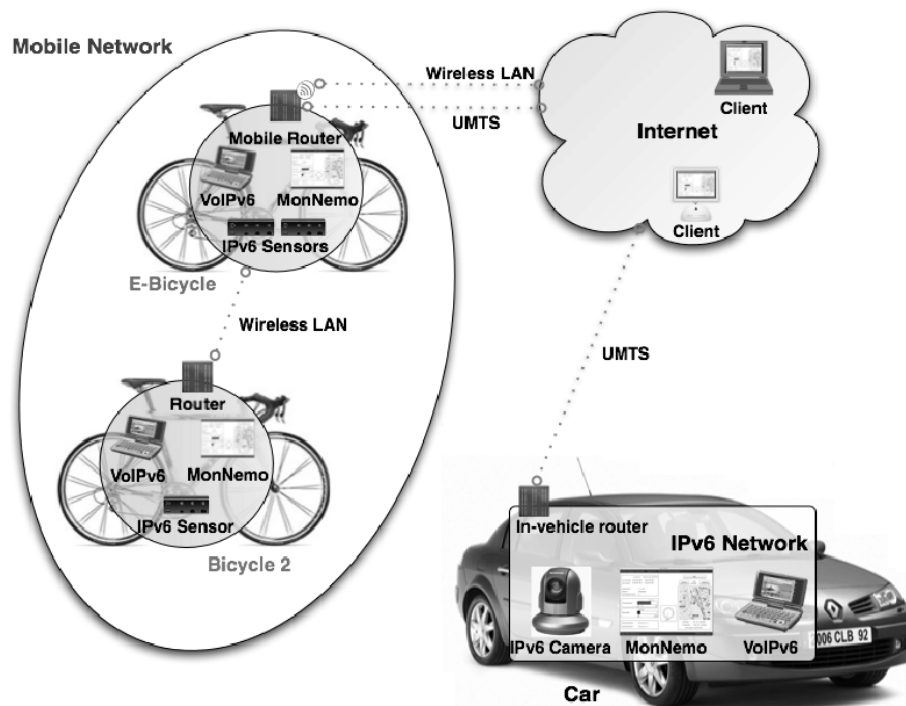 Mobile Network
Wireless LAN
UMTS
Client
Internet
Client
Mobile Router
VoIPv6
MonNemo
IPv6 Sensors
E-Bicycle
Wireless LAN
Router
VoIPv6
MonNemo
IPv6 Sensor
Bicycle 2
UMTS
In-vehicle router
IPv6 Network
IPv6 Camera
MonNemo
VoIPv6
2006 CLB 92
Car